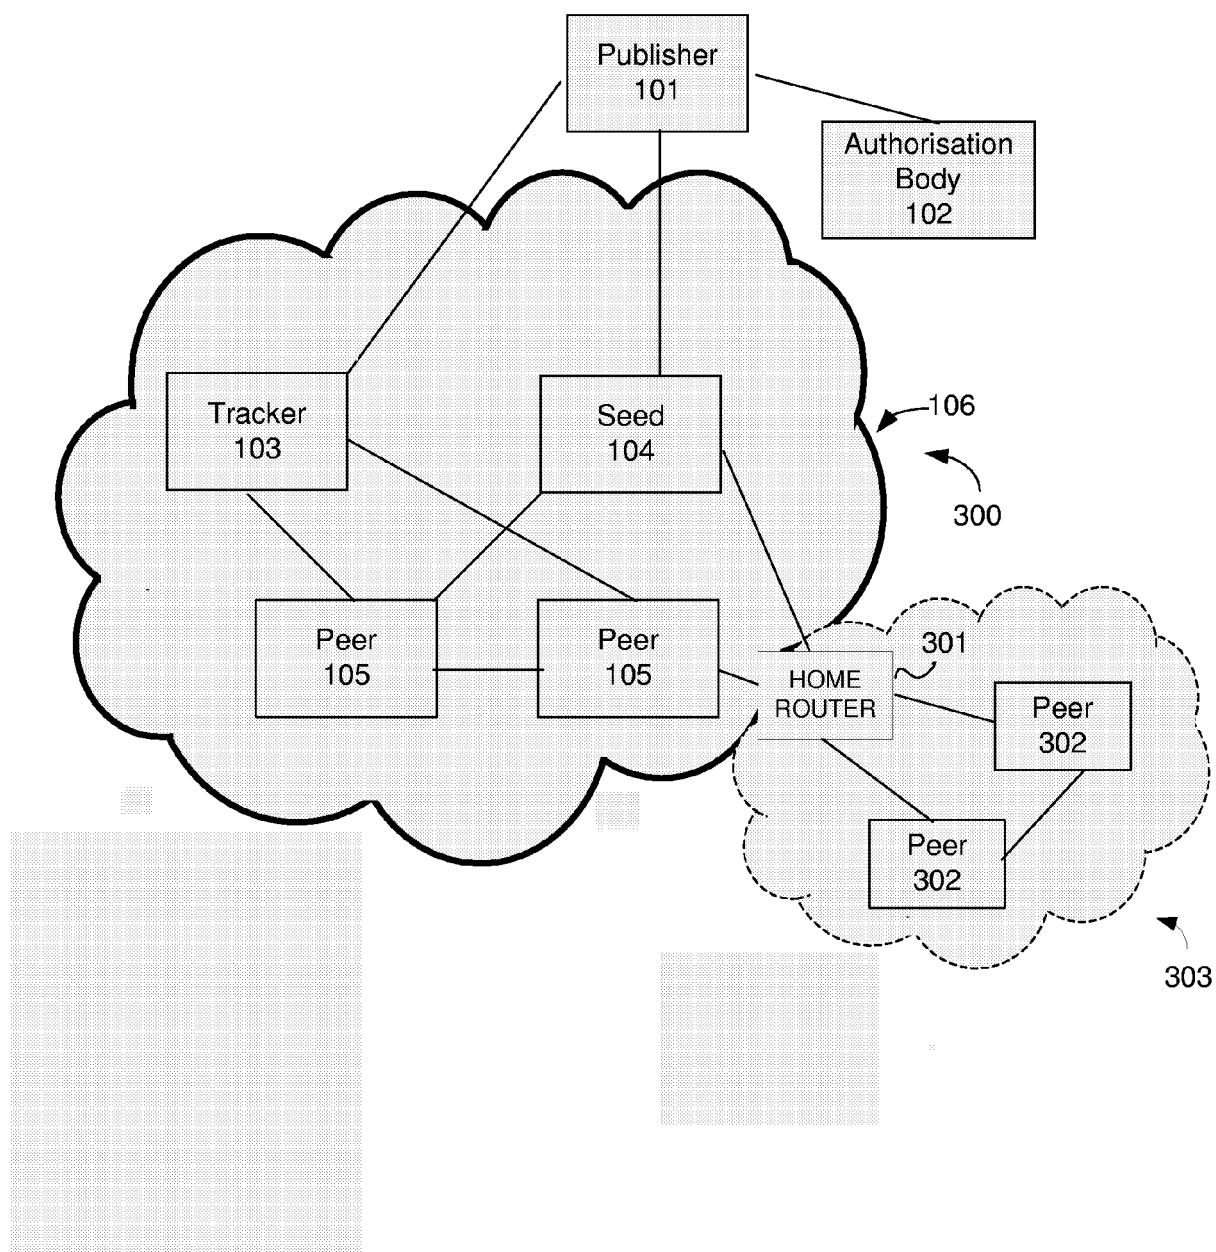 Publisher
101
Authorisation
Body
102
Tracker
103
Seed
104
106
300
Peer
105
Peer
105
301
HOME
ROUTER
Peer
302
Peer
302
303